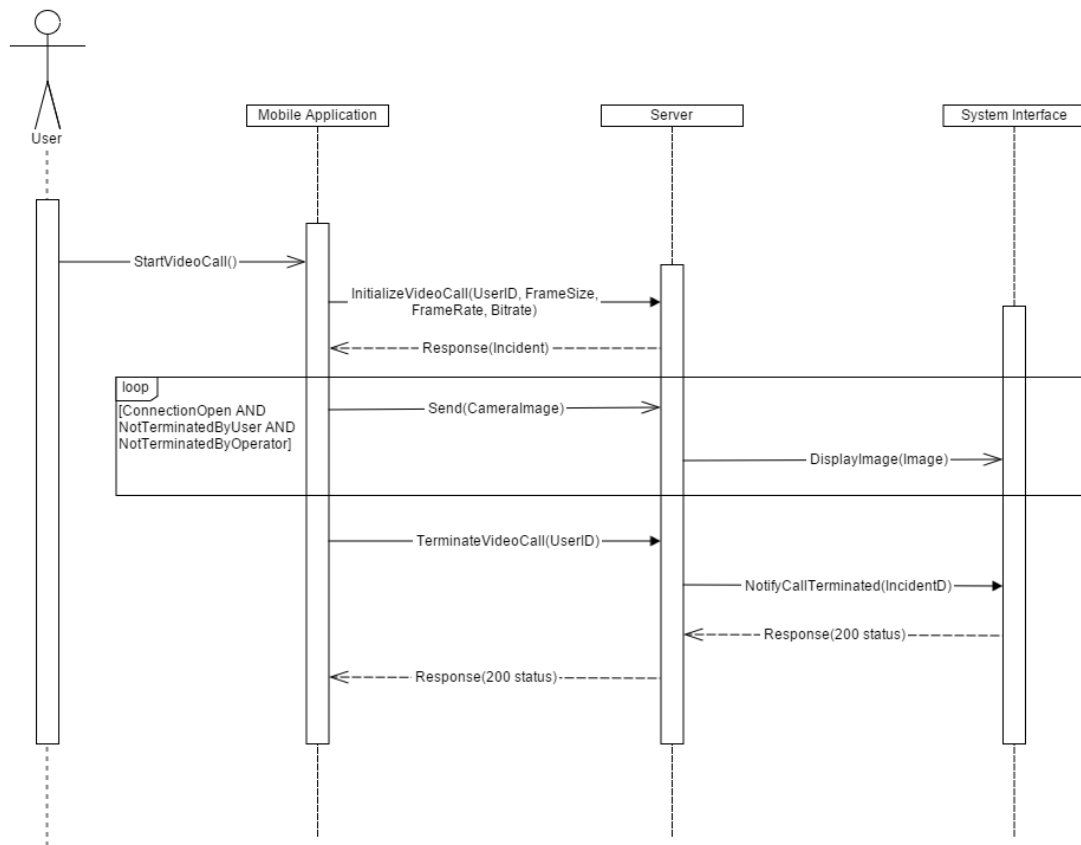 User
Mobile Application
Server
System Interface
StartVideoCall()
InitializeVideoCall(UserID, FrameSize,
FrameRate, Bitrate)
Response(Incident)
loop
[ConnectionOpen AND
NotTerminatedByUser AND
NotTerminatedByOperator]
Send(CameraImage)
DisplayImage(Image)
TerminateVideoCall(UserID)
NotifyCallTerminated(IncidentD)
Response(200 status)
Response(200 status)